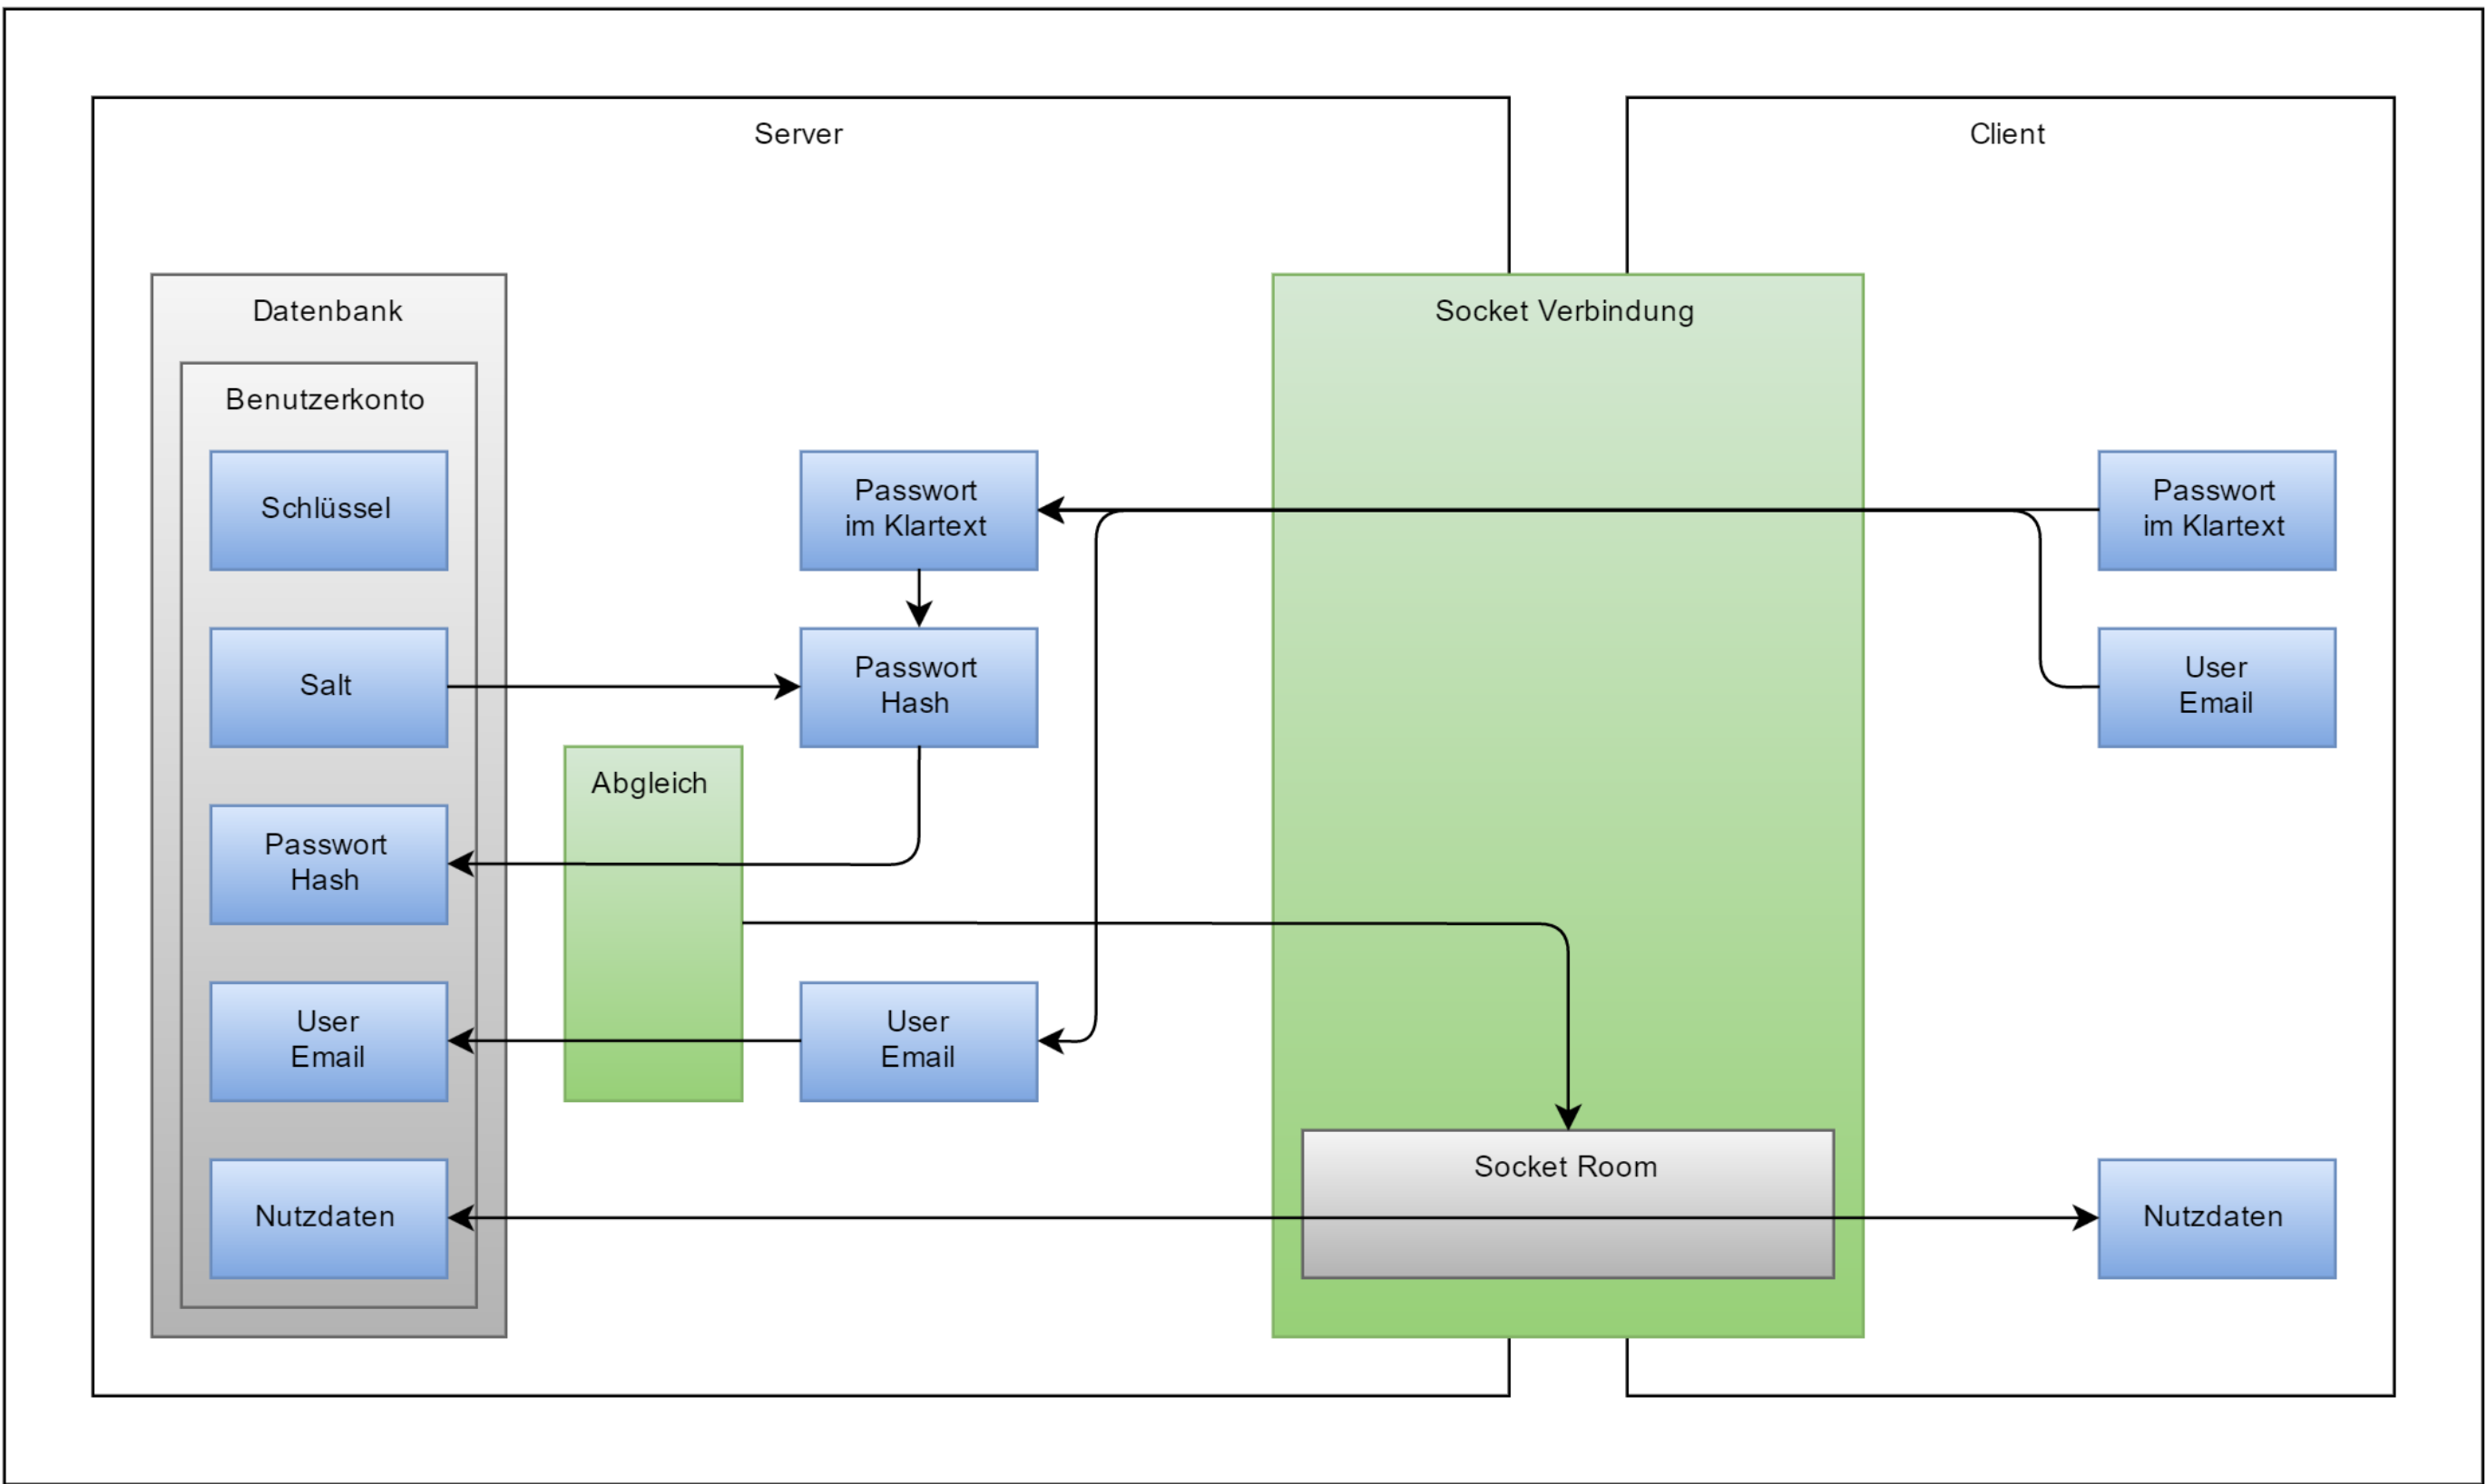 Server
Client
Datenbank
Socket Verbindung
Benutzerkonto
Schlüssel
Passwort
im Klartext
Passwort
im Klartext
Salt
Passwort
Hash
User
Email
Abgleich
Passwort
Hash
User
Email
User
Email
Socket Room
Nutzdaten
Nutzdaten